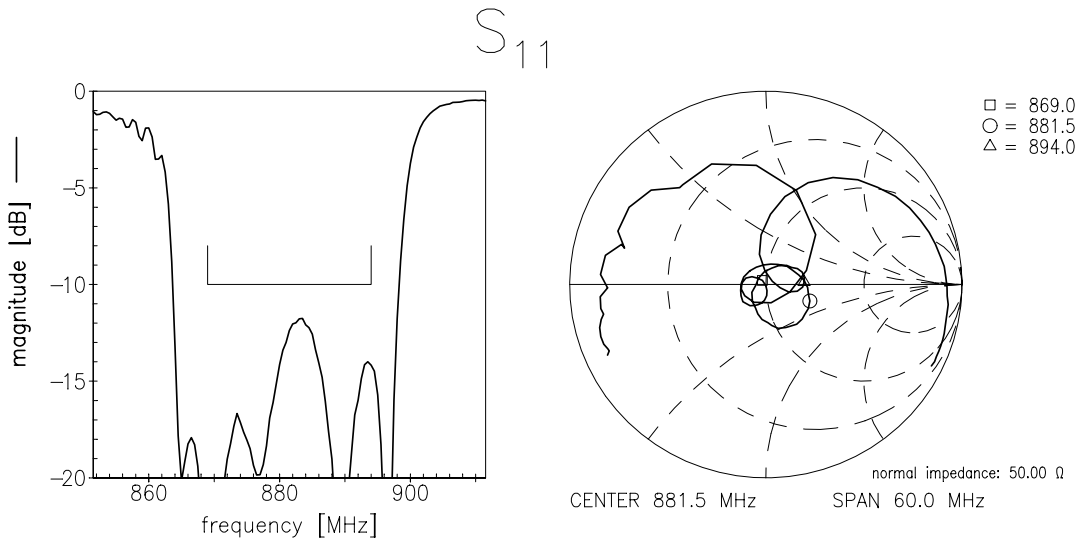 S11
magnitude [dB]
0
−5
−10
−15
−20
860 880 900
frequency [MHz]
□ = 869.0
○ = 881.5
△ = 894.0
normal impedance: 50.00 Ω
CENTER 881.5 MHz SPAN 60.0 MHz